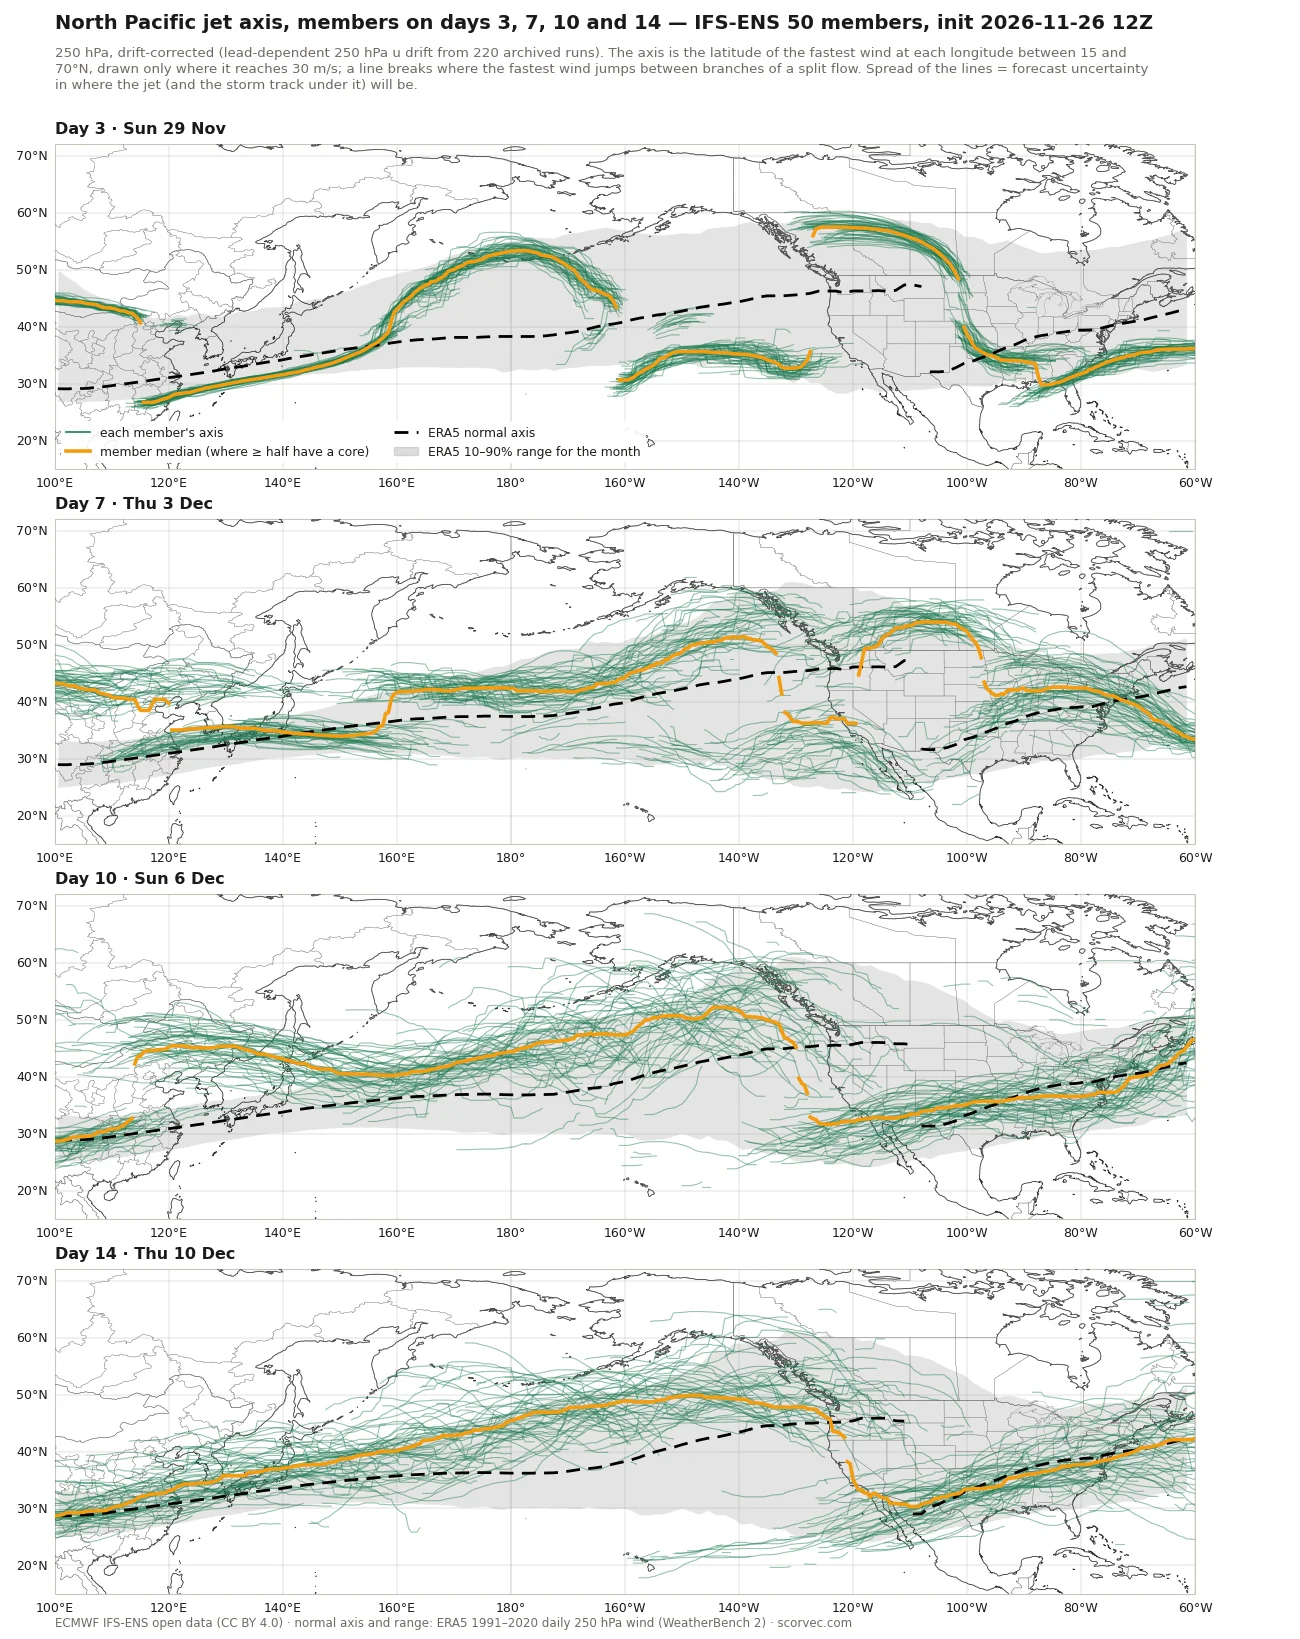 North Pacific jet axis, members on days 3, 7, 10 and 14 — IFS-ENS 50 members, init 2026-11-26 12Z
250 hPa, drift-corrected (lead-dependent 250 hPa u drift from 220 archived runs). The axis is the latitude of the fastest wind at each longitude between 15 and
70°N, drawn only where it reaches 30 m/s; a line breaks where the fastest wind jumps between branches of a split flow. Spread of the lines = forecast uncertainty
in where the jet (and the storm track under it) will be.
Day 3 · Sun 29 Nov
70°N
60°N
50°N
40°N
30°N
20°N
each member's axis
member median (where ≥ half have a core)
ERA5 normal axis
ERA5 10–90% range for the month
100°E 120°E 140°E 160°E 180° 160°W 140°W 120°W 100°W 80°W 60°W
Day 7 · Thu 3 Dec
70°N
60°N
50°N
40°N
30°N
20°N
100°E 120°E 140°E 160°E 180° 160°W 140°W 120°W 100°W 80°W 60°W
Day 10 · Sun 6 Dec
70°N
60°N
50°N
40°N
30°N
20°N
100°E 120°E 140°E 160°E 180° 160°W 140°W 120°W 100°W 80°W 60°W
Day 14 · Thu 10 Dec
70°N
60°N
50°N
40°N
30°N
20°N
100°E 120°E 140°E 160°E 180° 160°W 140°W 120°W 100°W 80°W 60°W
ECMWF IFS-ENS open data (CC BY 4.0) · normal axis and range: ERA5 1991–2020 daily 250 hPa wind (WeatherBench 2) · scorvec.com